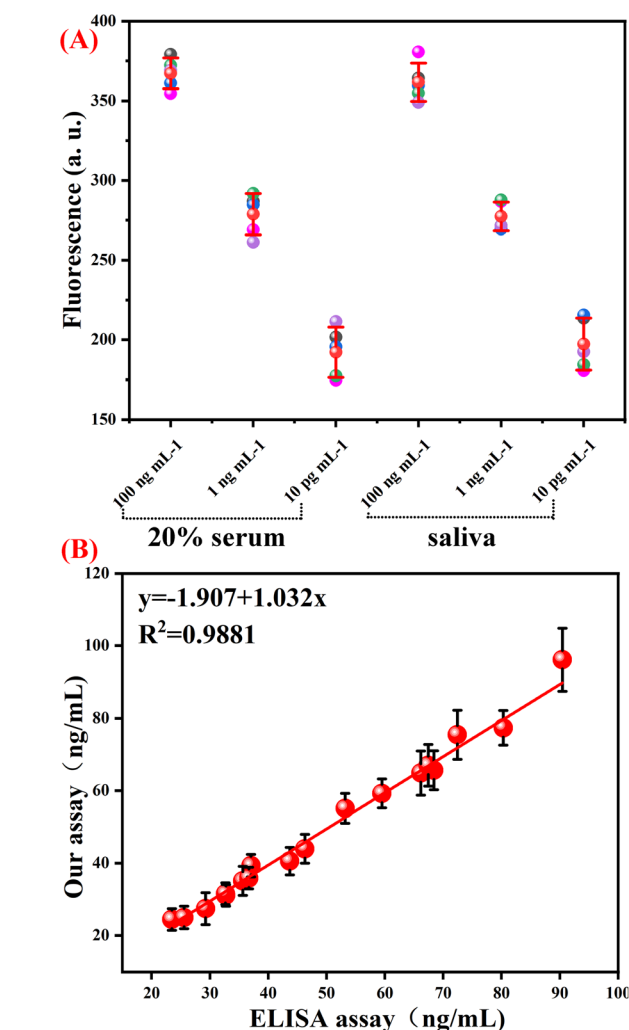 (A)
400
350
300
250
200
150
Fluorescence (a. u.)
100 ng mL-1
1 ng mL-1
10 pg mL-1
100 ng mL-1
1 ng mL-1
10 pg mL-1
20% serum
saliva
(B)
120
100
80
60
40
20
Our assay（ng/mL）
y=-1.907+1.032x
R²=0.9881
20
30
40
50
60
70
80
90
100
ELISA assay（ng/mL）